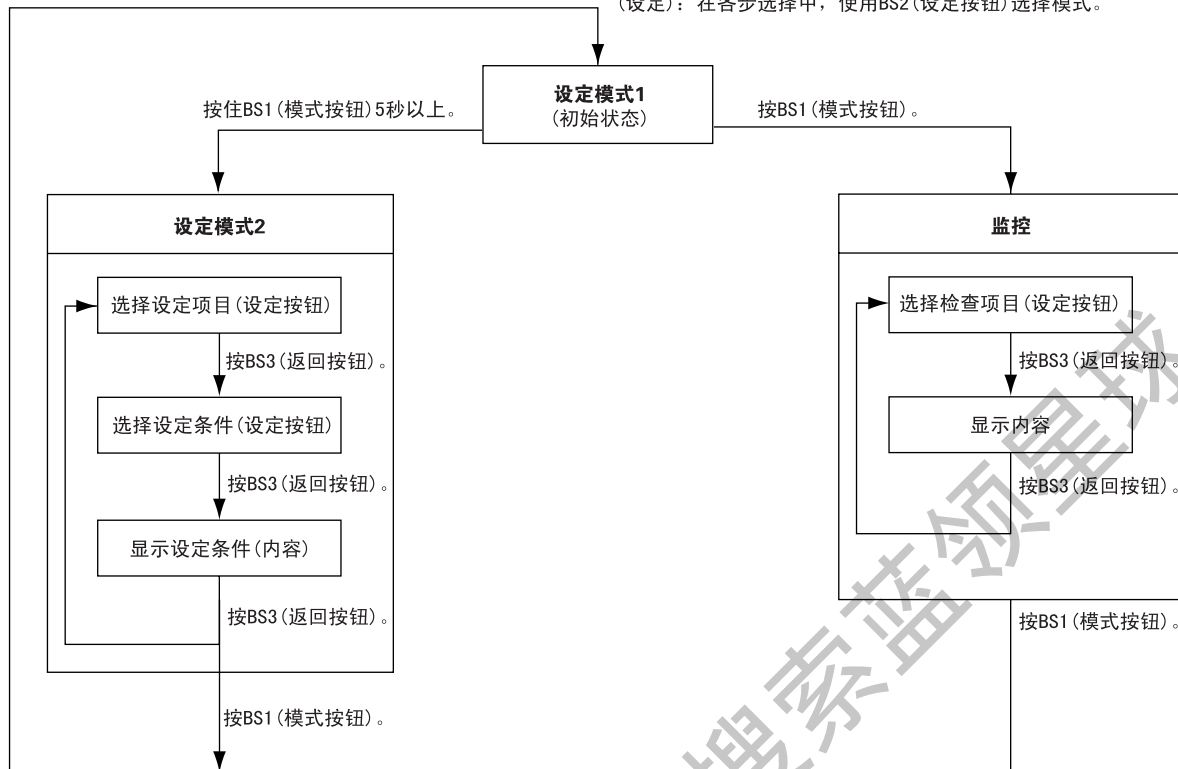 (设定): 在各步选择中，使用BS2(设定按钮)选择模式。
设定模式1
(初始状态)
按住BS1(模式按钮)5秒以上。
按BS1(模式按钮)。
设定模式2
选择设定项目(设定按钮)
按BS3(返回按钮)。
选择设定条件(设定按钮)
按BS3(返回按钮)。
显示设定条件(内容)
按BS3(返回按钮)。
按BS1(模式按钮)。
监控
选择检查项目(设定按钮)
按BS3(返回按钮)。
显示内容
按BS3(返回按钮)。
按BS1(模式按钮)。
搜索蓝领星球